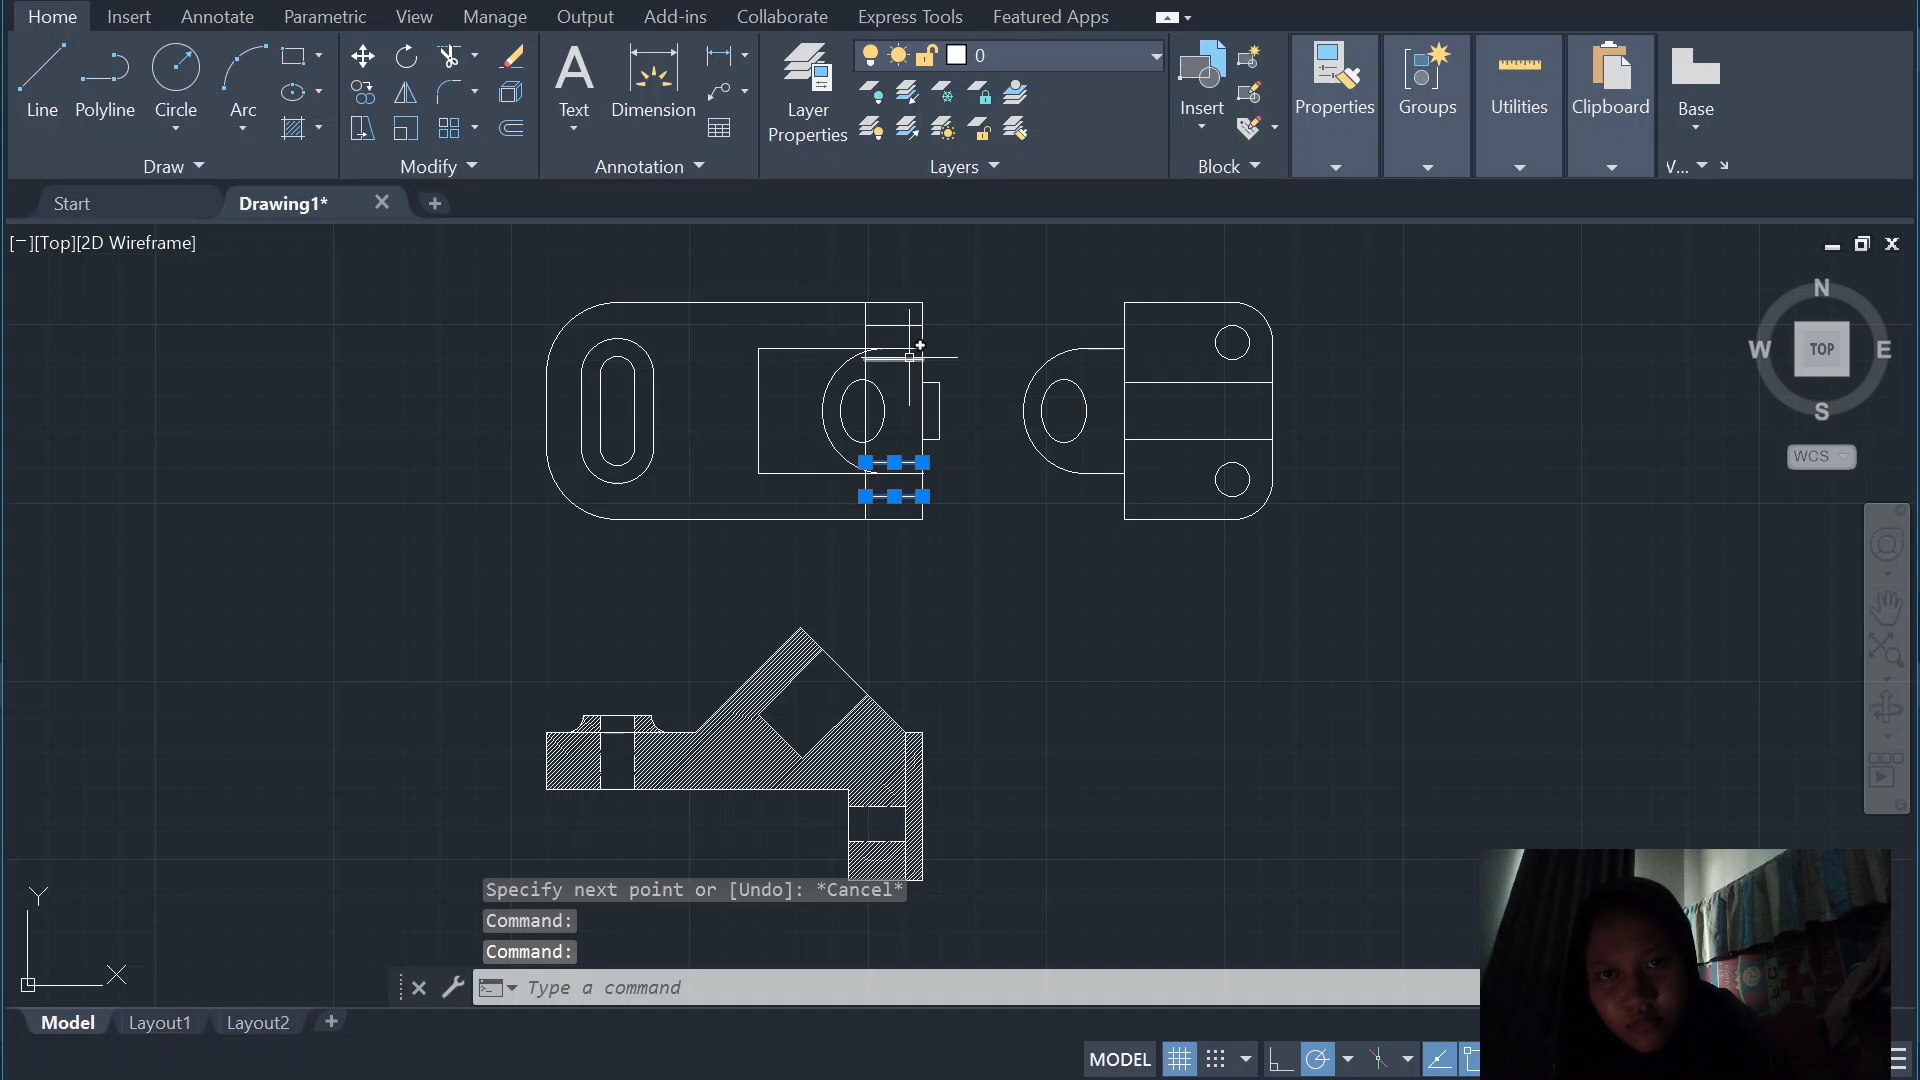 Home Insert Annotate Parametric View Manage Output Add-ins Collaborate Express Tools Featured Apps
Line Polyline Circle Arc
Text Dimension
Layer
Properties
0
Insert
Properties Groups Utilities Clipboard Base
Draw Modify Annotation Layers Block V...
Start Drawing1*
[−][Top][2D Wireframe]
N
W TOP E
S
WCS
Y
X
Specify next point or [Undo]: *Cancel*
Command:
Command:
Type a command
Model Layout1 Layout2
MODEL